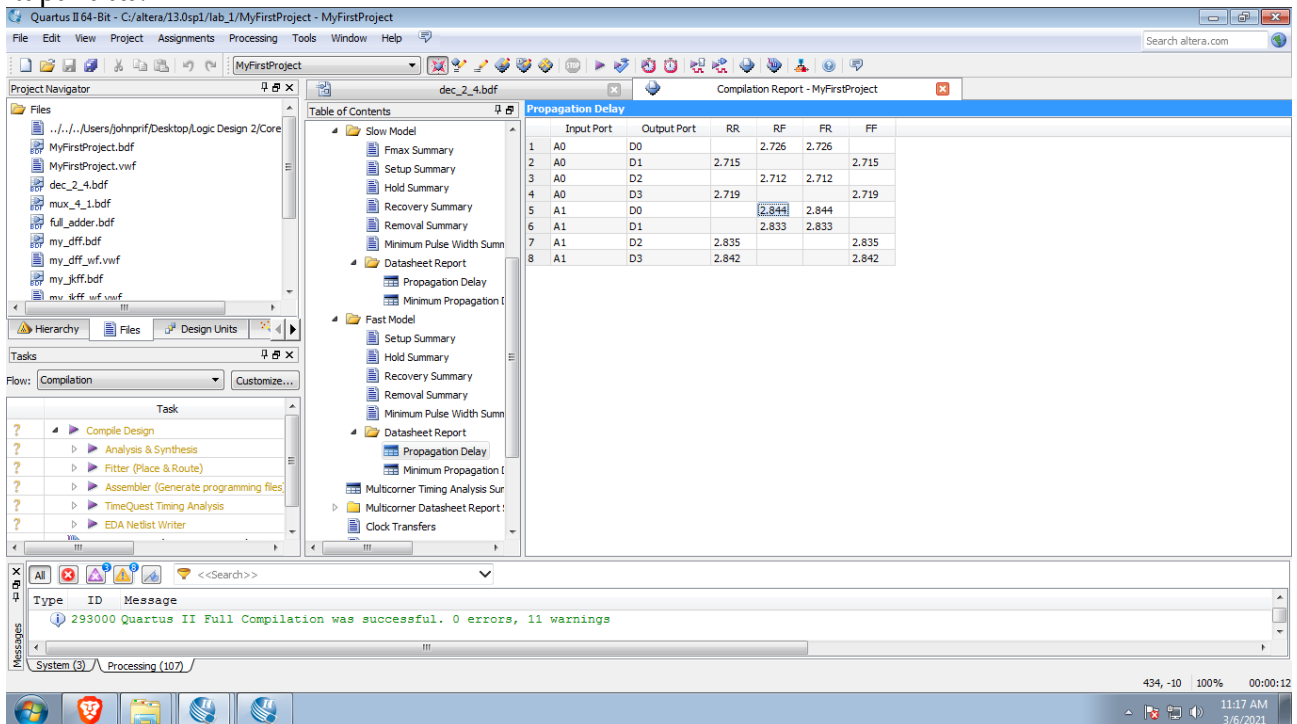 Quartus II 64-Bit - C:/altera/13.0sp1/lab_1/MyFirstProject - MyFirstProject
File Edit View Project Assignments Processing Tools Window Help
Search altera.com
MyFirstProject
Project Navigator
Files
../../../Users/johnprif/Desktop/Logic Design 2/Core
MyFirstProject.bdf
MyFirstProject.vwf
dec_2_4.bdf
mux_4_1.bdf
full_adder.bdf
my_dff.bdf
my_dff_wf.vwf
my_jkff.bdf
my_jkff_wf.vwf
Hierarchy Files Design Units
Tasks
Flow: Compilation Customize...
Task
? Compile Design
? Analysis & Synthesis
? Fitter (Place & Route)
? Assembler (Generate programming files)
? TimeQuest Timing Analysis
? EDA Netlist Writer
dec_2_4.bdf
Compilation Report - MyFirstProject
Table of Contents
Slow Model
Fmax Summary
Setup Summary
Hold Summary
Recovery Summary
Removal Summary
Minimum Pulse Width Summ
Datasheet Report
Propagation Delay
Minimum Propagation D
Fast Model
Setup Summary
Hold Summary
Recovery Summary
Removal Summary
Minimum Pulse Width Summ
Datasheet Report
Propagation Delay
Minimum Propagation D
Multicorner Timing Analysis Sum
Multicorner Datasheet Report S
Clock Transfers
Propagation Delay
Input Port Output Port RR RF FR FF
1 A0 D0 2.726 2.726
2 A0 D1 2.715 2.715
3 A0 D2 2.712 2.712
4 A0 D3 2.719 2.719
5 A1 D0 2.844 2.844
6 A1 D1 2.833 2.833
7 A1 D2 2.835 2.835
8 A1 D3 2.842 2.842
All <<Search>>
Type ID Message
293000 Quartus II Full Compilation was successful. 0 errors, 11 warnings
Messages
System (3) Processing (107)
434, -10 100% 00:00:12
11:17 AM
3/6/2021